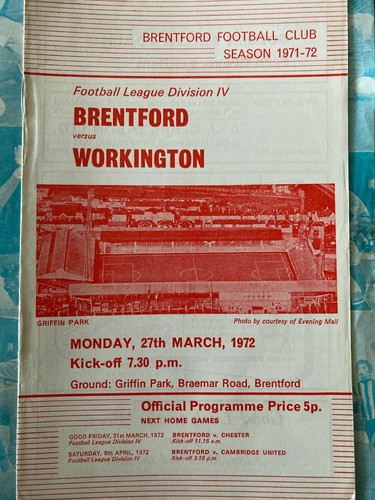 BRENTFORD FOOTBALL CLUB
SEASON 1971-72
Football League Division IV
BRENTFORD
versus
WORKINGTON
GRIFFIN PARK
Photo by courtesy of Evening Mail
MONDAY, 27th MARCH, 1972
Kick-off 7.30 p.m.
Ground: Griffin Park, Braemar Road, Brentford
Official Programme Price 5p.
NEXT HOME GAMES
GOOD FRIDAY, 31st MARCH, 1972 BRENTFORD v. CHESTER
Football League Division IV Kick-off 11.15 a.m.
SATURDAY, 8th APRIL, 1972 BRENTFORD v. CAMBRIDGE UNITED
Football League Division IV Kick-off 3.15 p.m.